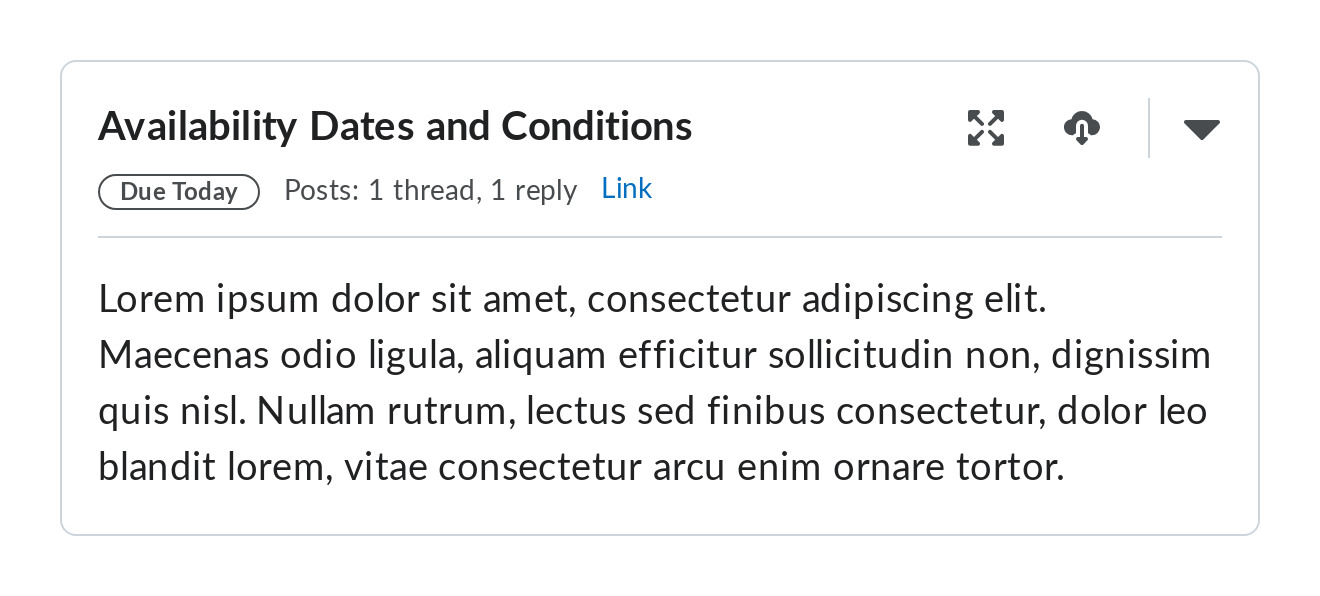 Availability Dates and Conditions
Due Today Posts: 1 thread, 1 reply Link
Lorem ipsum dolor sit amet, consectetur adipiscing elit.
Maecenas odio ligula, aliquam efficitur sollicitudin non, dignissim
quis nisl. Nullam rutrum, lectus sed finibus consectetur, dolor leo
blandit lorem, vitae consectetur arcu enim ornare tortor.